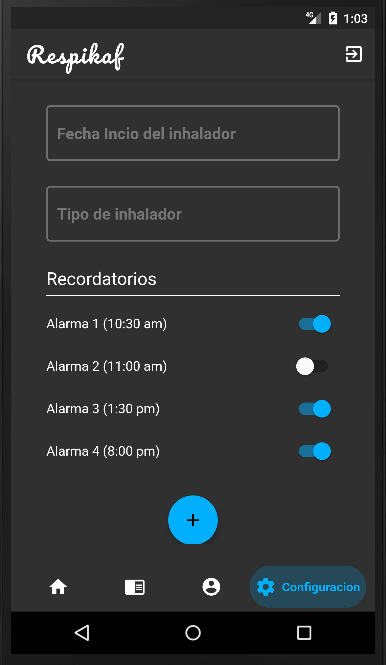 4G 1:03
Respikaf
Fecha Incio del inhalador
Tipo de inhalador
Recordatorios
Alarma 1 (10:30 am)
Alarma 2 (11:00 am)
Alarma 3 (1:30 pm)
Alarma 4 (8:00 pm)
+
Configuracion